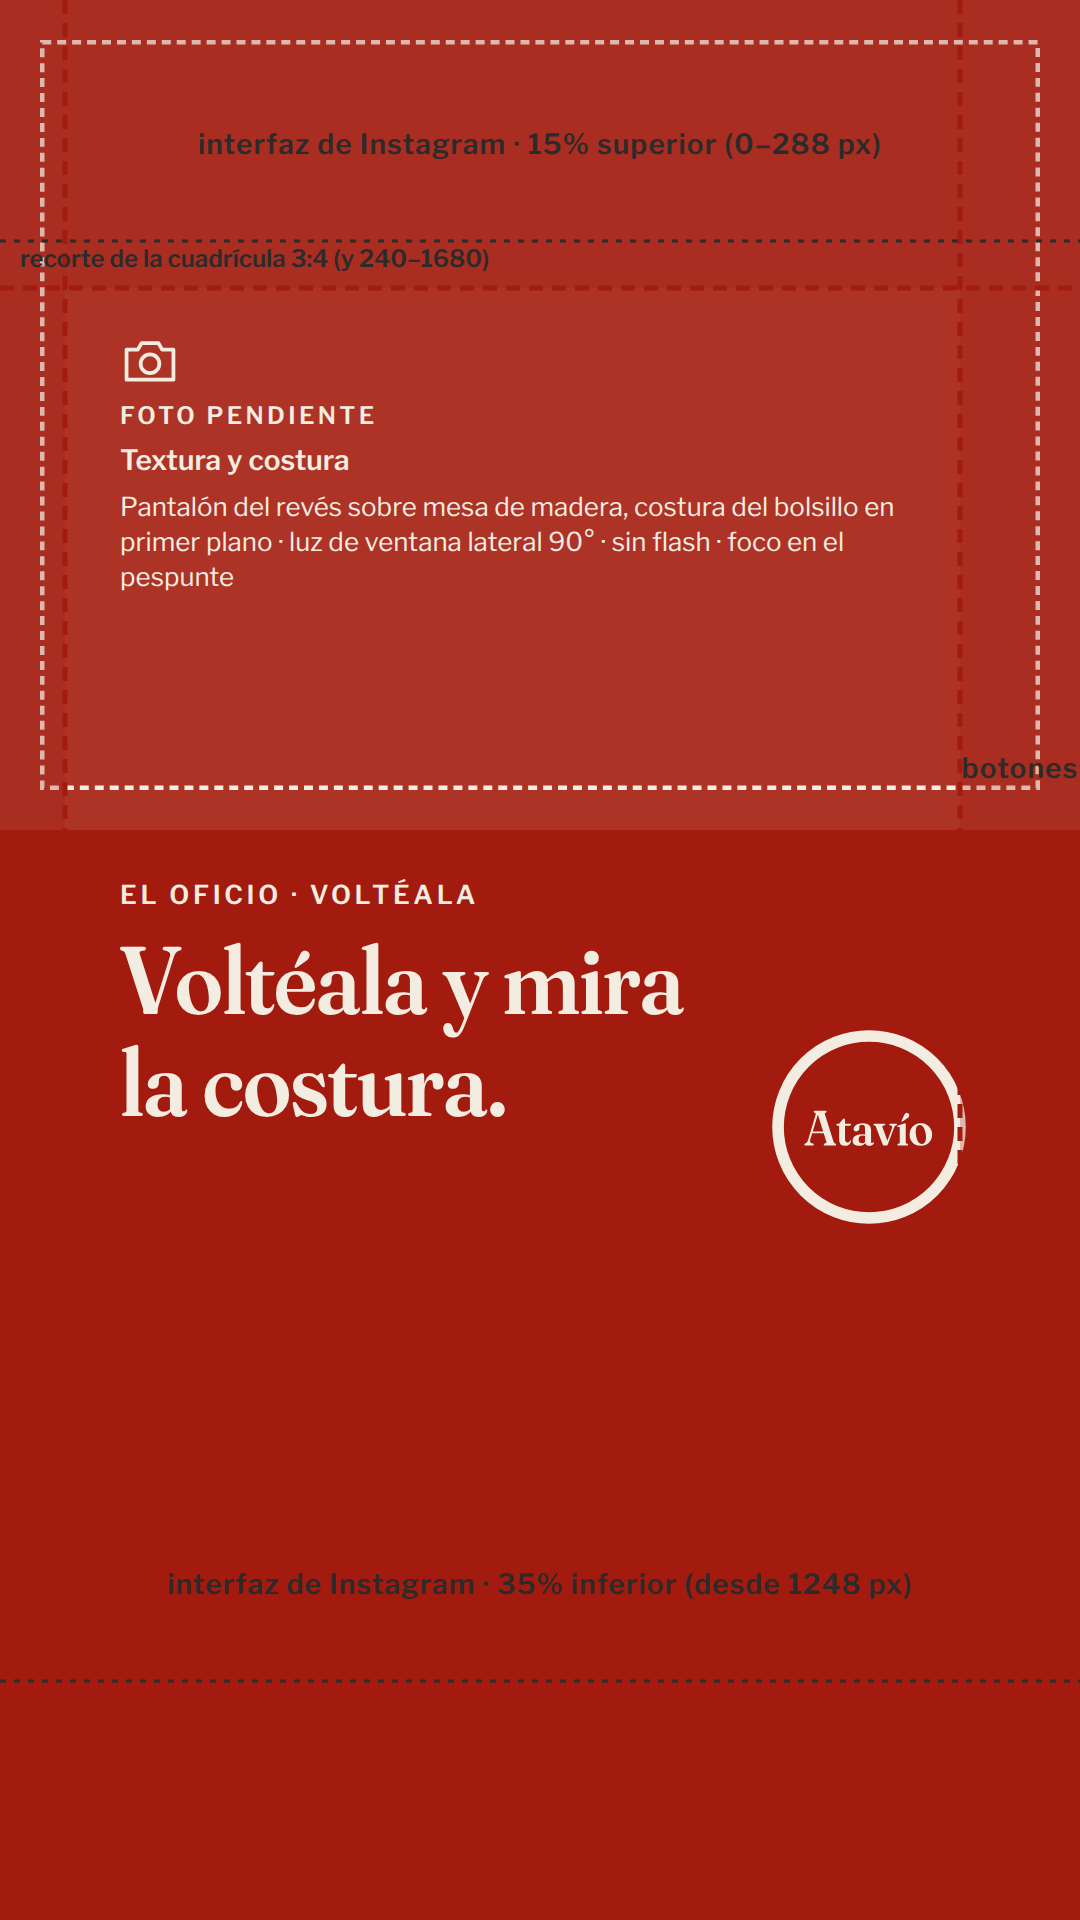 interfaz de Instagram · 15% superior (0–288 px)
recorte de la cuadrícula 3:4 (y 240–1680)
FOTO PENDIENTE
Textura y costura
Pantalón del revés sobre mesa de madera, costura del bolsillo en
primer plano · luz de ventana lateral 90° · sin flash · foco en el
pespunte
botones
EL OFICIO · VOLTÉALA
Voltéala y mira
la costura.
Atavío
interfaz de Instagram · 35% inferior (desde 1248 px)